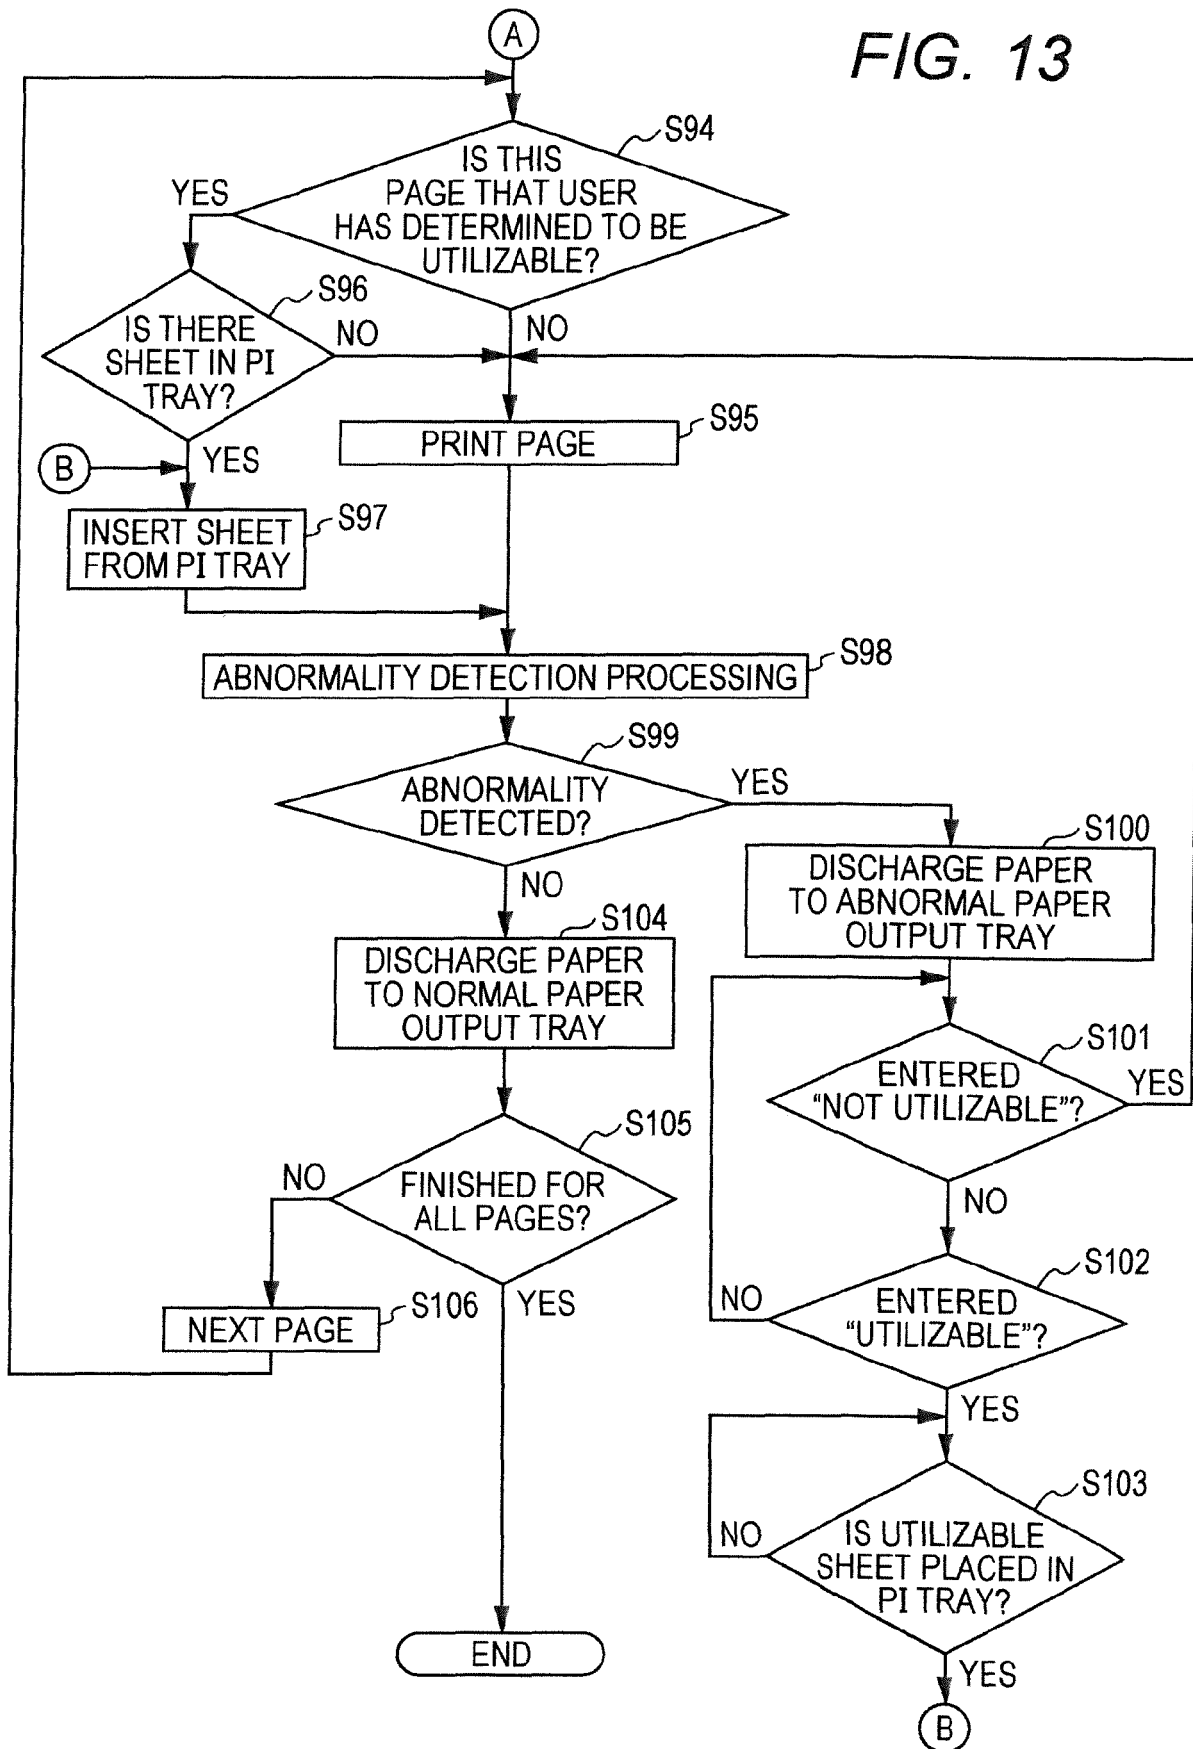 A
FIG. 13
S94
IS THIS
PAGE THAT USER
HAS DETERMINED TO BE
UTILIZABLE?
YES
NO
S96
IS THERE
SHEET IN PI
TRAY?
NO
YES
S95
PRINT PAGE
B
S97
INSERT SHEET
FROM PI TRAY
S98
ABNORMALITY DETECTION PROCESSING
S99
ABNORMALITY
DETECTED?
YES
NO
S100
DISCHARGE PAPER
TO ABNORMAL PAPER
OUTPUT TRAY
S104
DISCHARGE PAPER
TO NORMAL PAPER
OUTPUT TRAY
S101
ENTERED
“NOT UTILIZABLE”?
YES
NO
S105
FINISHED FOR
ALL PAGES?
NO
YES
S106
NEXT PAGE
S102
ENTERED
“UTILIZABLE”?
NO
YES
S103
IS UTILIZABLE
SHEET PLACED IN
PI TRAY?
NO
YES
END
B